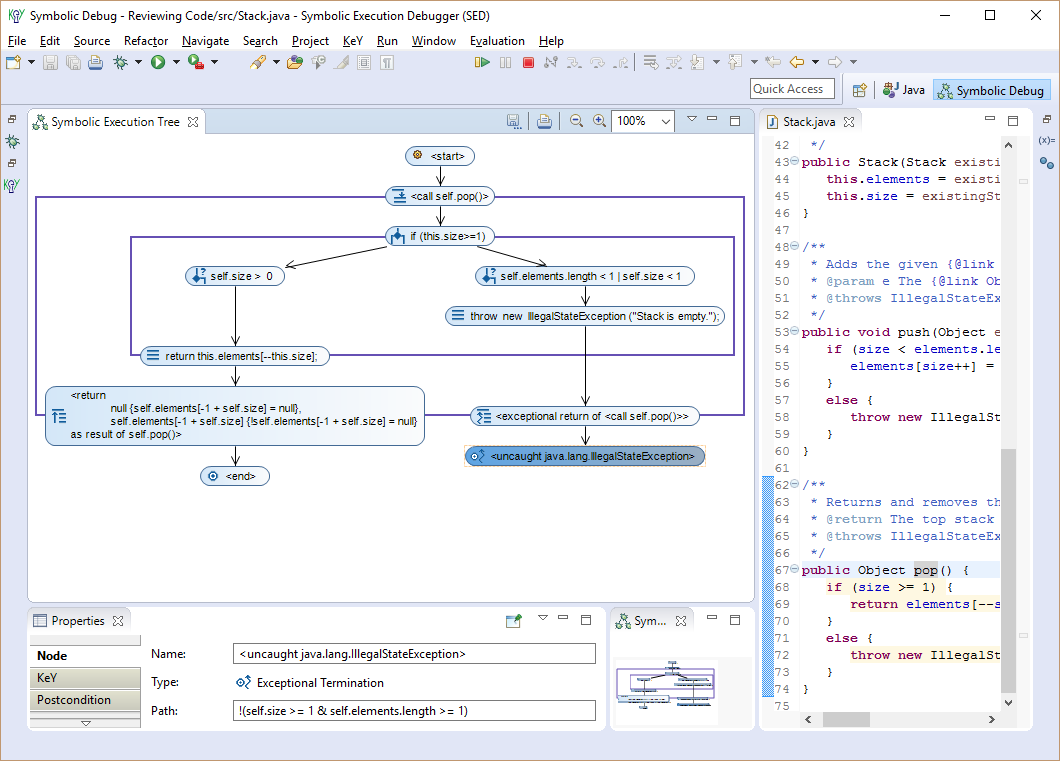 Symbolic Debug - Reviewing Code/src/Stack.java - Symbolic Execution Debugger (SED)
File Edit Source Refactor Navigate Search Project KeY Run Window Evaluation Help
Quick Access
Java
Symbolic Debug
Symbolic Execution Tree
100%
<start>
<call self.pop()>
if (this.size>=1)
self.size > 0
self.elements.length < 1 | self.size < 1
throw new IllegalStateException ("Stack is empty.");
return this.elements[--this.size];
<return
null {self.elements[-1 + self.size] = null},
self.elements[-1 + self.size] {!self.elements[-1 + self.size] = null}
as result of self.pop()>
<exceptional return of <call self.pop()>>
<uncaught java.lang.IllegalStateException>
<end>
Stack.java
42 */
43 public Stack(Stack existi
44 this.elements = existi
45 this.size = existingSt
46 }
47
48 /**
49 * Adds the given {@link
50 * @param e The {@link Ob
51 * @throws IllegalStateEx
52 */
53 public void push(Object e
54 if (size < elements.le
55 elements[size++] =
56 }
57 else {
58 throw new IllegalSt
59 }
60 }
61
62 /**
63 * Returns and removes th
64 * @return The top stack
65 * @throws IllegalStateEx
66 */
67 public Object pop() {
68 if (size >= 1) {
69 return elements[--s
70 }
71 else {
72 throw new IllegalSt
73 }
74 }
75
(x)=
KeY
Properties
Node
KeY
Postcondition
Name: <uncaught java.lang.IllegalStateException>
Type: Exceptional Termination
Path: !(self.size >= 1 & self.elements.length >= 1)
Sym...